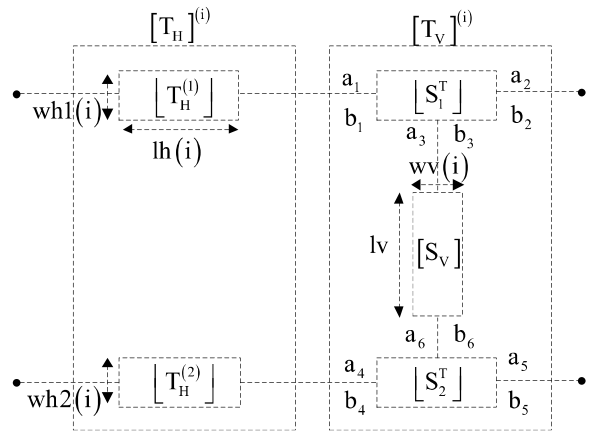 [T_H]^(i) [T_V]^(i)
a_1 a_2
⌊T_H^(1)⌋ ⌊S_1^T⌋
wh1(i) b_1 b_2
a_3 b_3
lh(i) wv(i)
lv [S_V]
a_6 b_6
a_4 a_5
⌊T_H^(2)⌋ ⌊S_2^T⌋
wh2(i) b_4 b_5